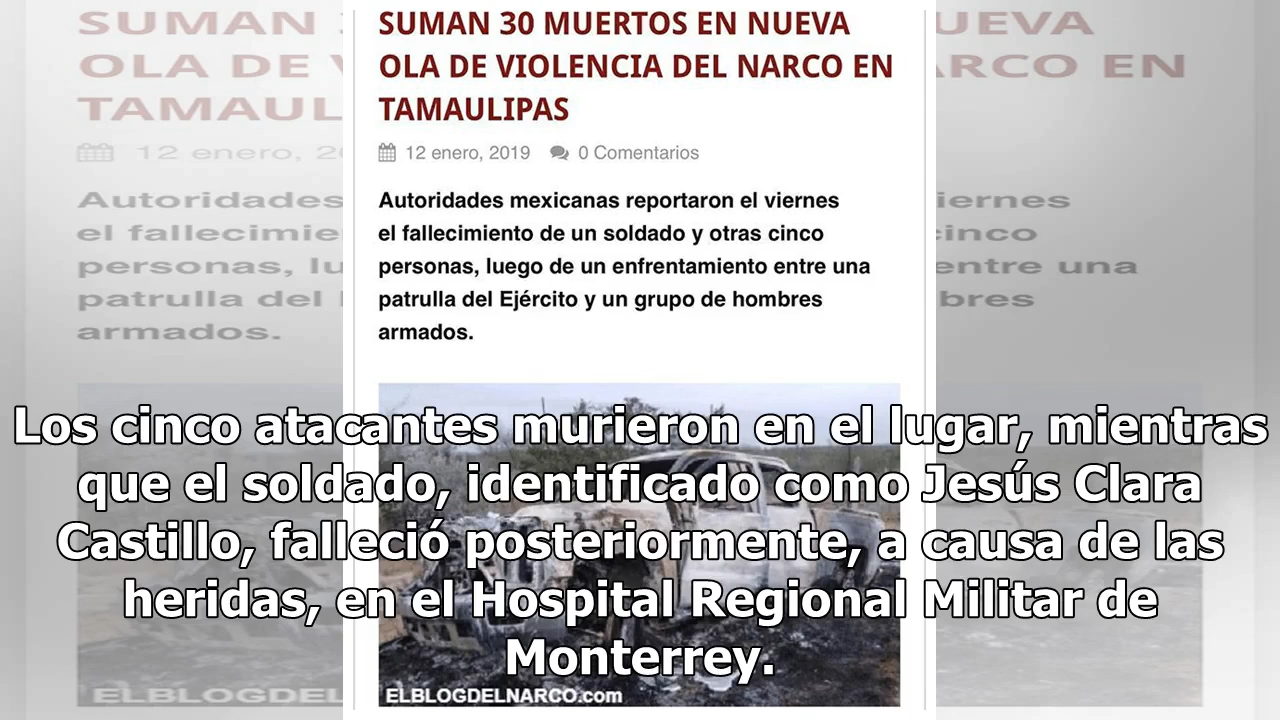 SUMAN 30 MUERTOS EN NUEVA
OLA DE VIOLENCIA DEL NARCO EN
TAMAULIPAS
12 enero, 2019 0 Comentarios
Autoridades mexicanas reportaron el viernes
el fallecimiento de un soldado y otras cinco
personas, luego de un enfrentamiento entre una
patrulla del Ejército y un grupo de hombres
armados.
Los cinco atacantes murieron en el lugar, mientras
que el soldado, identificado como Jesús Clara
Castillo, falleció posteriormente, a causa de las
heridas, en el Hospital Regional Militar de
Monterrey.
ELBLOGDELNARCO.com